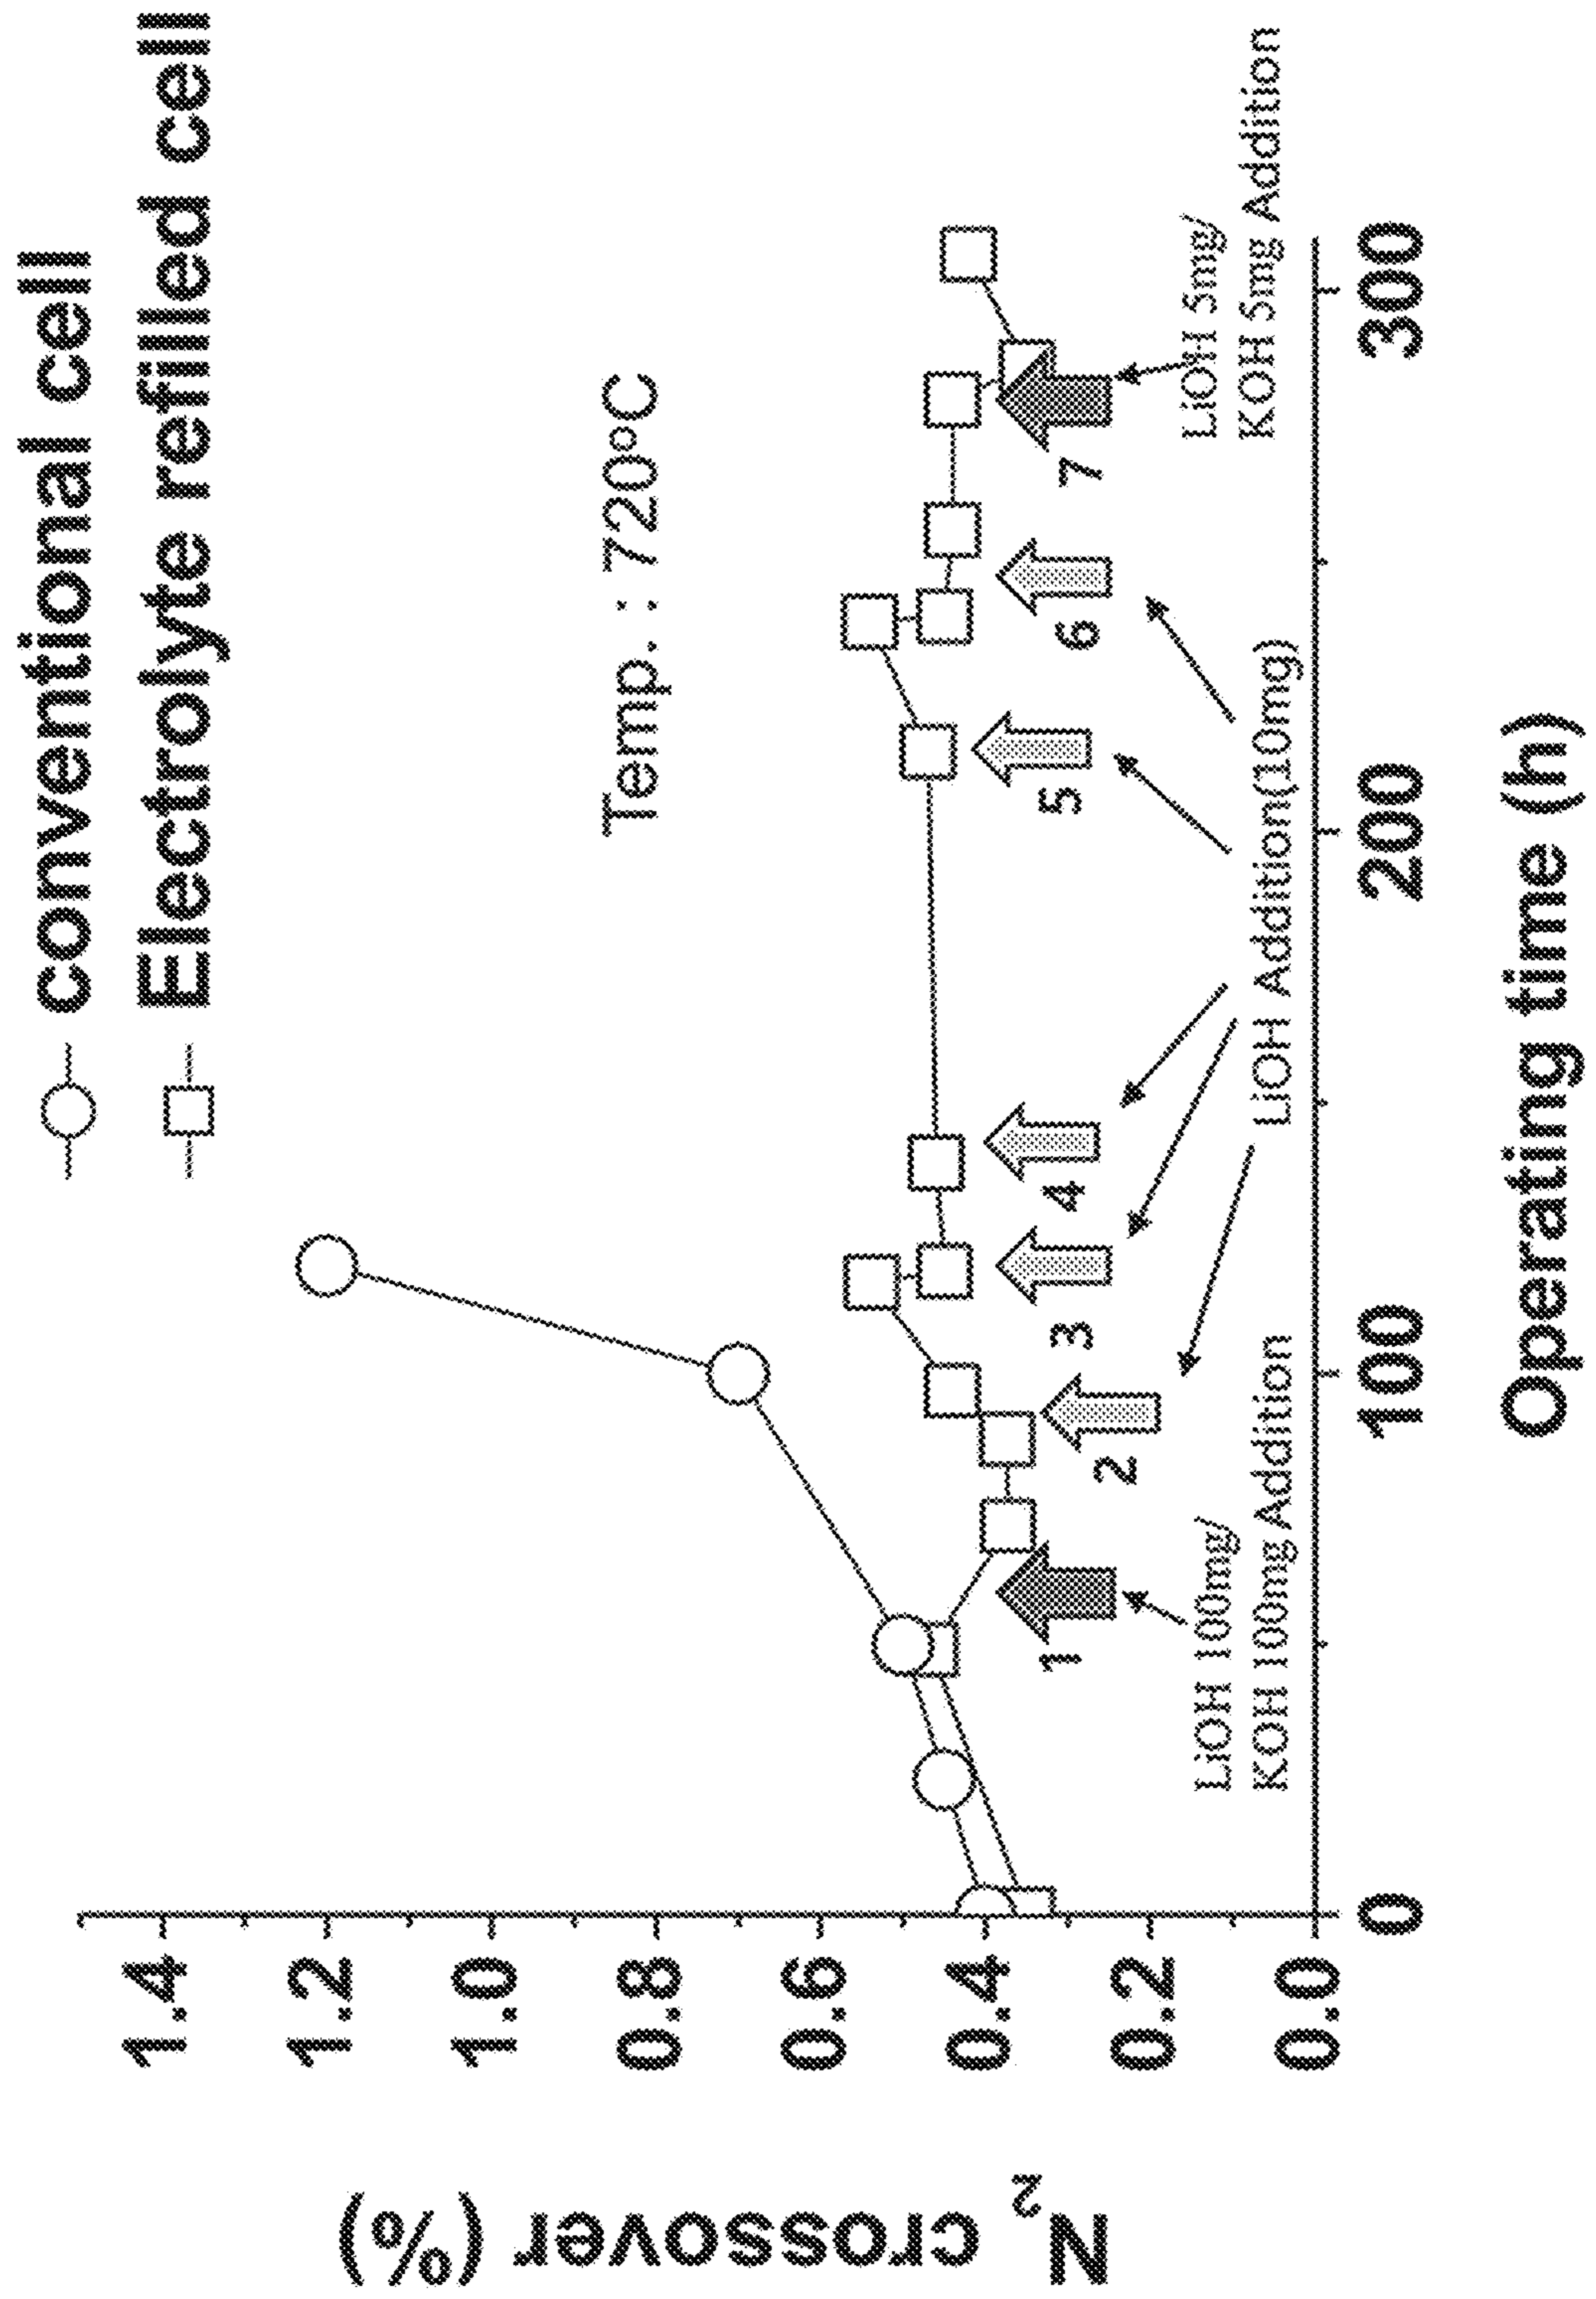 conventional cell
Electrolyte refilled cell
Temp. : 720°C
N2 crossover (%)
1.4
1.2
1.0
0.8
0.6
0.4
0.2
0.0
1
2
3
4
5
6
7
LiOH 100mg/
KOH 100mg Addition
LiOH Addition(10mg)
LiOH 5mg/
KOH 5mg Addition
0
100
200
300
Operating time (h)